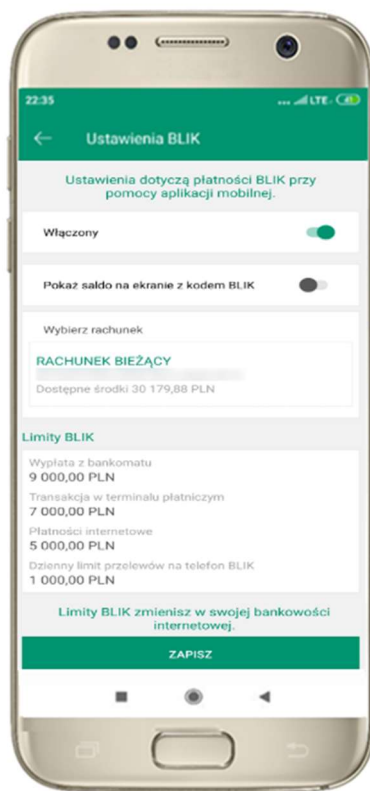 22:35
... LTE
Ustawienia BLIK
Ustawienia dotyczą płatności BLIK przy
pomocy aplikacji mobilnej.
Włączony
Pokaż saldo na ekranie z kodem BLIK
Wybierz rachunek
RACHUNEK BIEŻĄCY
Dostępne środki 30 179,88 PLN
Limity BLIK
Wypłata z bankomatu
9 000,00 PLN
Transakcja w terminalu płatniczym
7 000,00 PLN
Płatności internetowe
5 000,00 PLN
Dzienny limit przelewów na telefon BLIK
1 000,00 PLN
Limity BLIK zmienisz w swojej bankowości
internetowej.
ZAPISZ